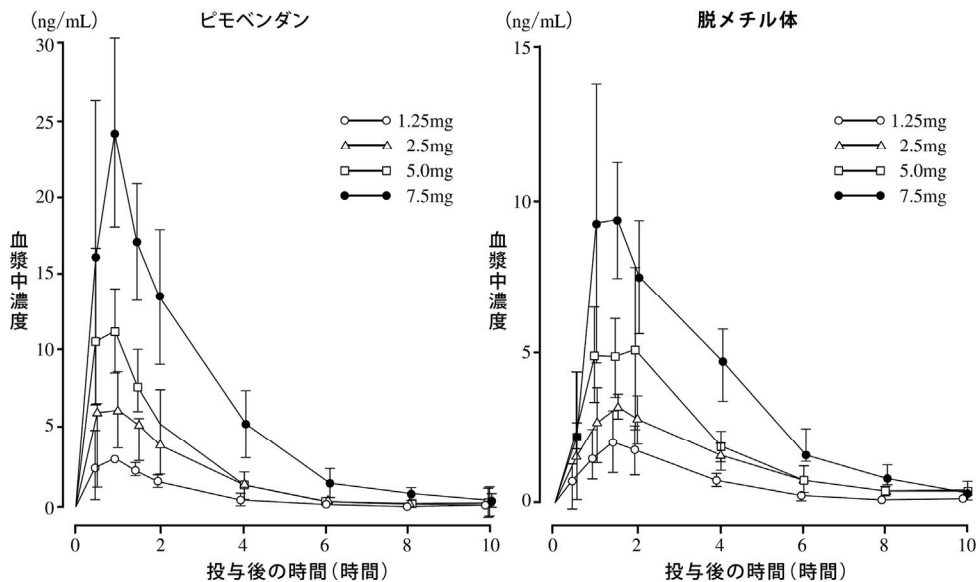 (ng/mL)
ピモベンダン
30
25
20
15
10
5
0
血漿中濃度
1.25mg
2.5mg
5.0mg
7.5mg
0 2 4 6 8 10
投与後の時間(時間)
(ng/mL)
脱メチル体
15
10
5
0
血漿中濃度
1.25mg
2.5mg
5.0mg
7.5mg
0 2 4 6 8 10
投与後の時間(時間)